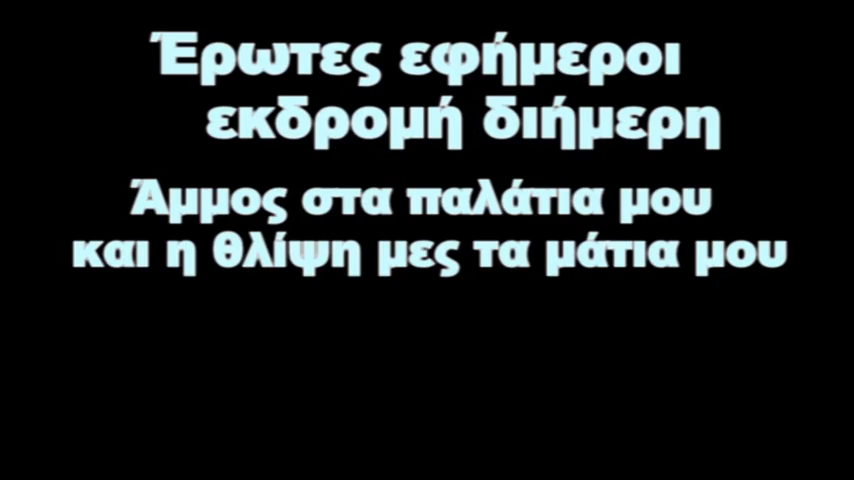 Έρωτες εφήμεροι
εκδρομή διήμερη
Άμμος στα παλάτια μου
και η θλίψη μες τα μάτια μου